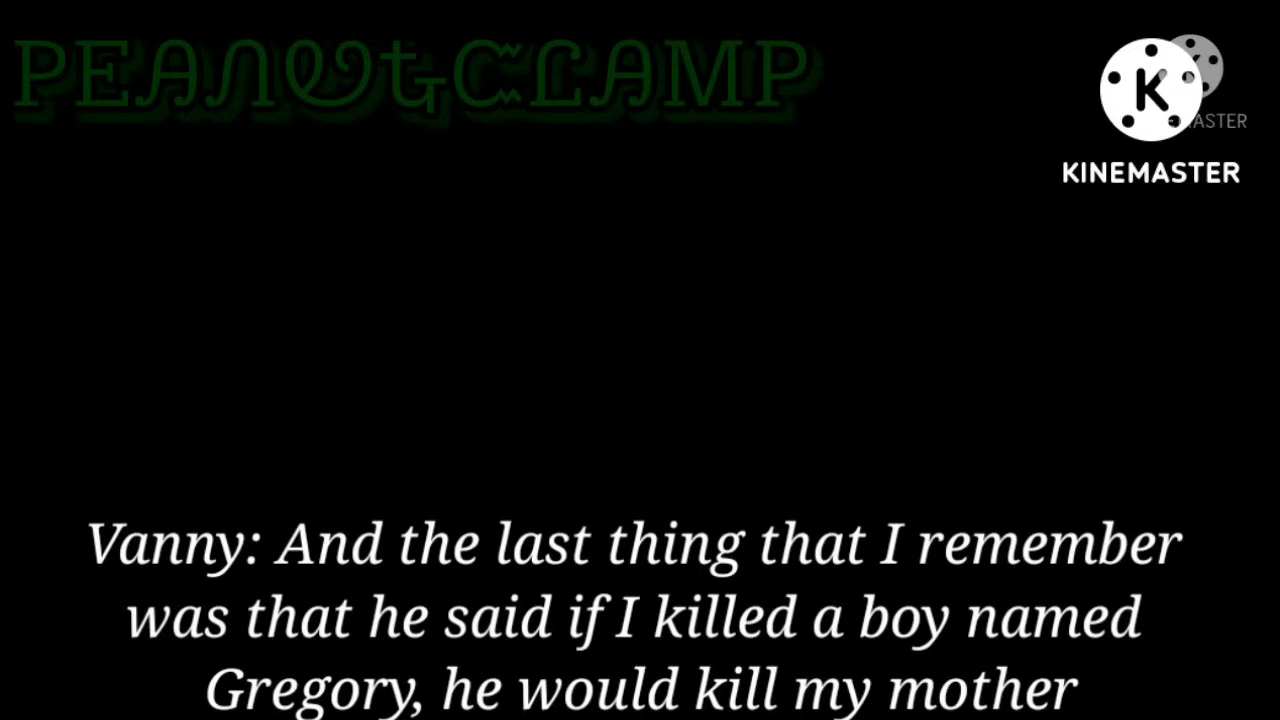 PEANUTCLAMP
K
MASTER
KINEMASTER
Vanny: And the last thing that I remember
was that he said if I killed a boy named
Gregory, he would kill my mother